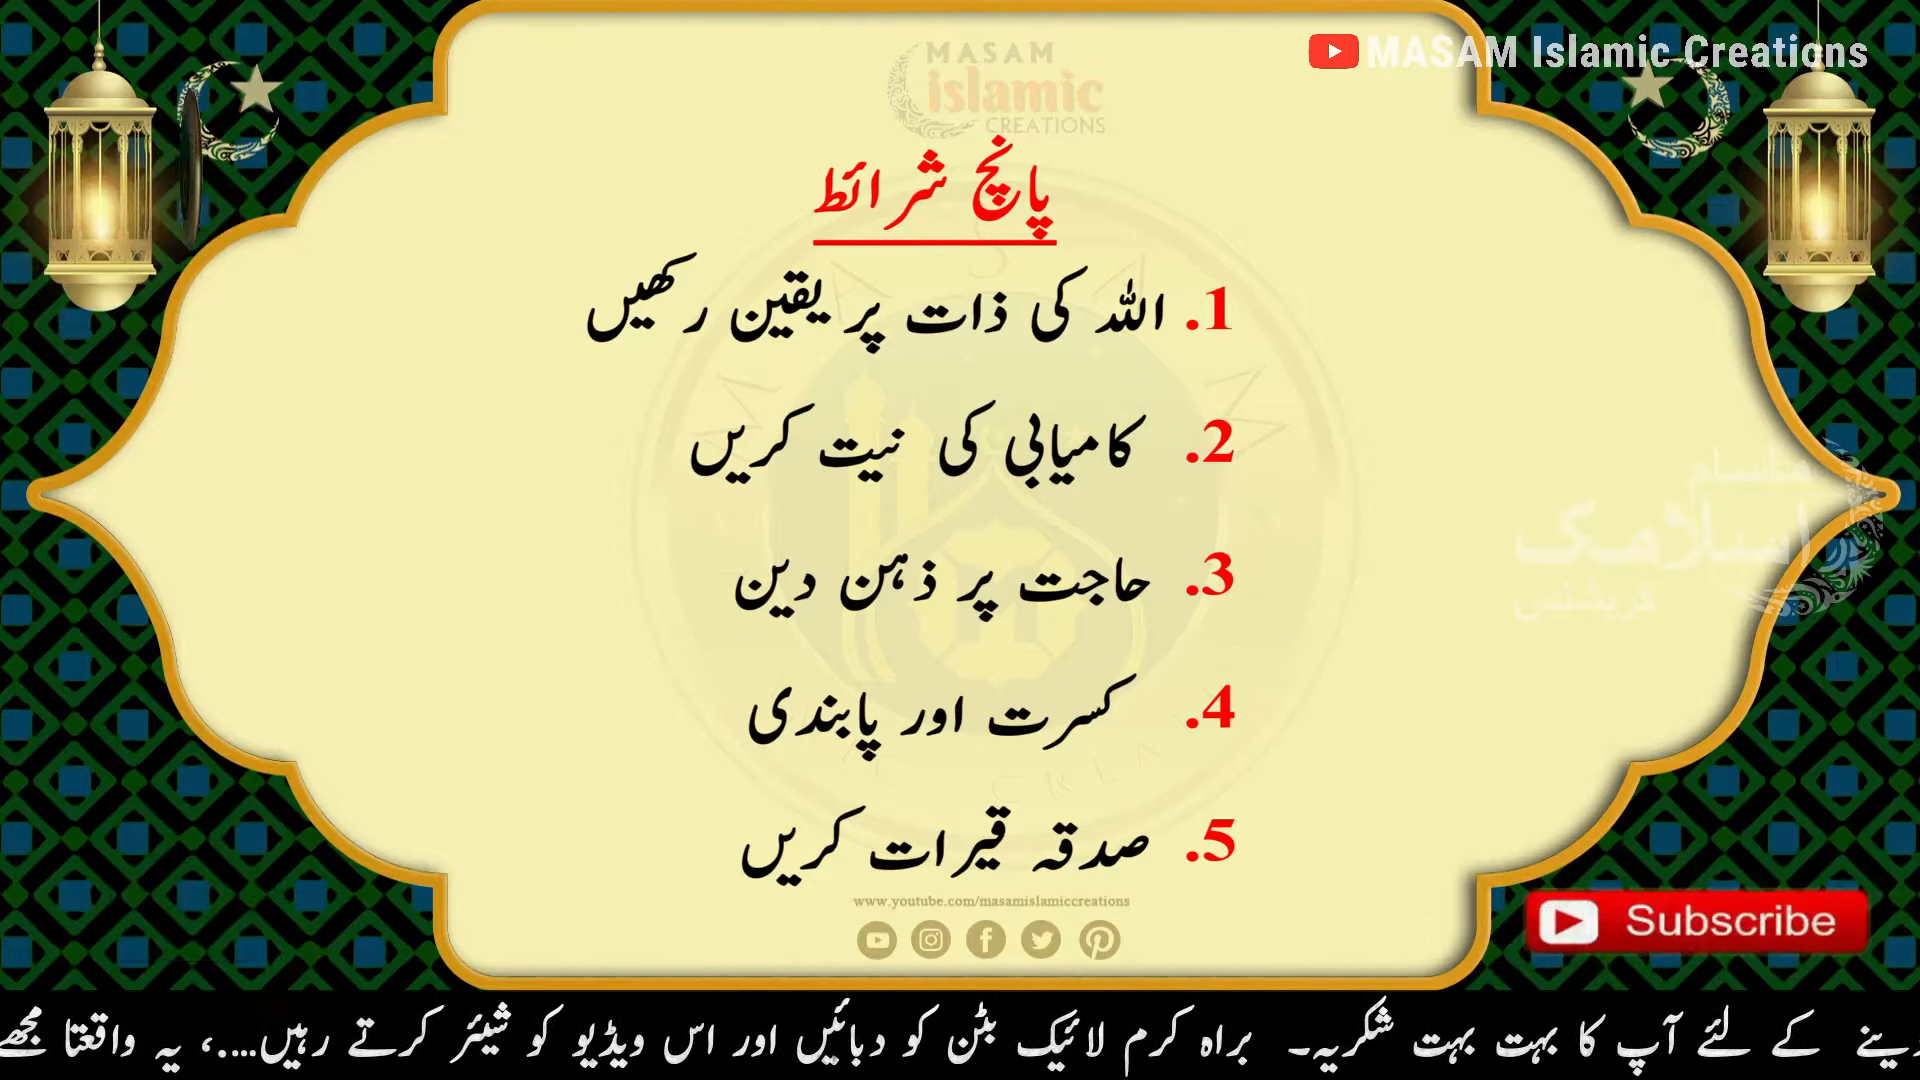 MASAM
islamic
CREATIONS
MASAM Islamic Creations
پانچ شرائط
1. اللہ کی ذات پر یقین رکھیں
2. کامیابی کی نیت کریں
3. حاجت پر ذہن دین
4. کسرت اور پابندی
5. صدقہ قیرات کریں
ماسام
اسلامک
کریشنس
www.youtube.com/masamislamiccreations
Subscribe
کے لئے آپ کا بہت بہت شکریہ۔ براہ کرم لائیک بٹن کو دبائیں اور اس ویڈیو کو شیئر کرتے رہیں....، یہ واقعتا مجھے